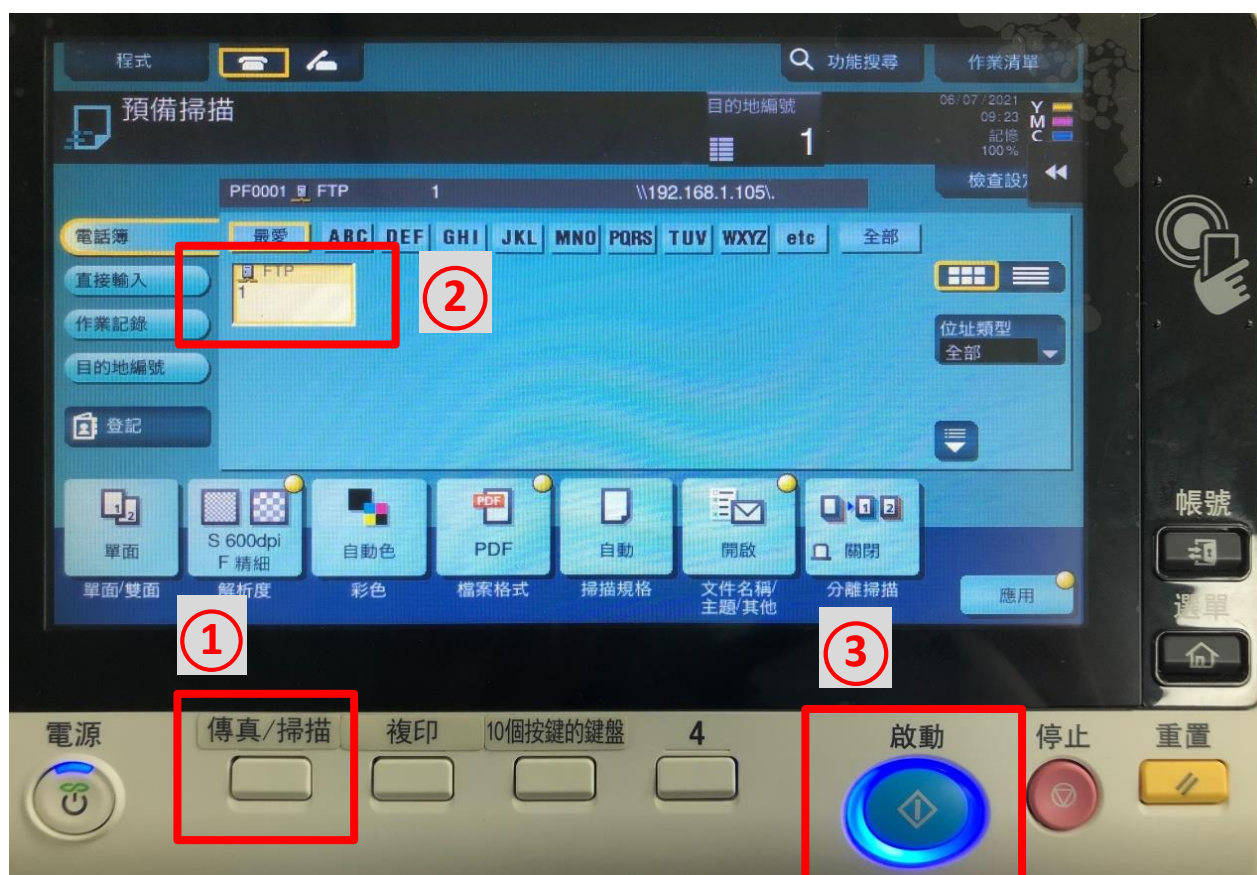 程式
功能搜尋
作業清單
預備掃描
目的地編號
1
06/07/2021
09:23
記憶
100%
Y
M
C
檢查設
PF0001 FTP 1 \\192.168.1.105\.
電話簿
最愛 ABC DEF GHI JKL MNO PQRS TUV WXYZ etc 全部
FTP
1
②
直接輸入
作業記錄
目的地編號
登記
位址類型
全部
1 2
單面
單面/雙面
S 600dpi
F 精細
解析度
自動色
彩色
PDF
PDF
檔案格式
自動
掃描規格
開啟
文件名稱/
主題/其他
1 2
關閉
分離掃描
應用
帳號
選單
①
③
電源
傳真/掃描
複印
10個按鍵的鍵盤
4
啟動
停止
重置